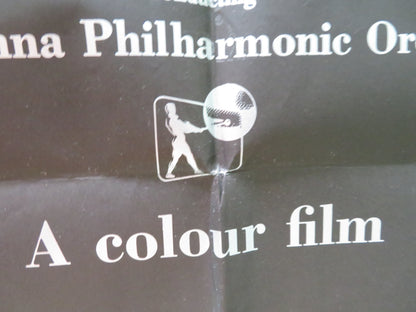 nna Philharmonic Or
A colour film